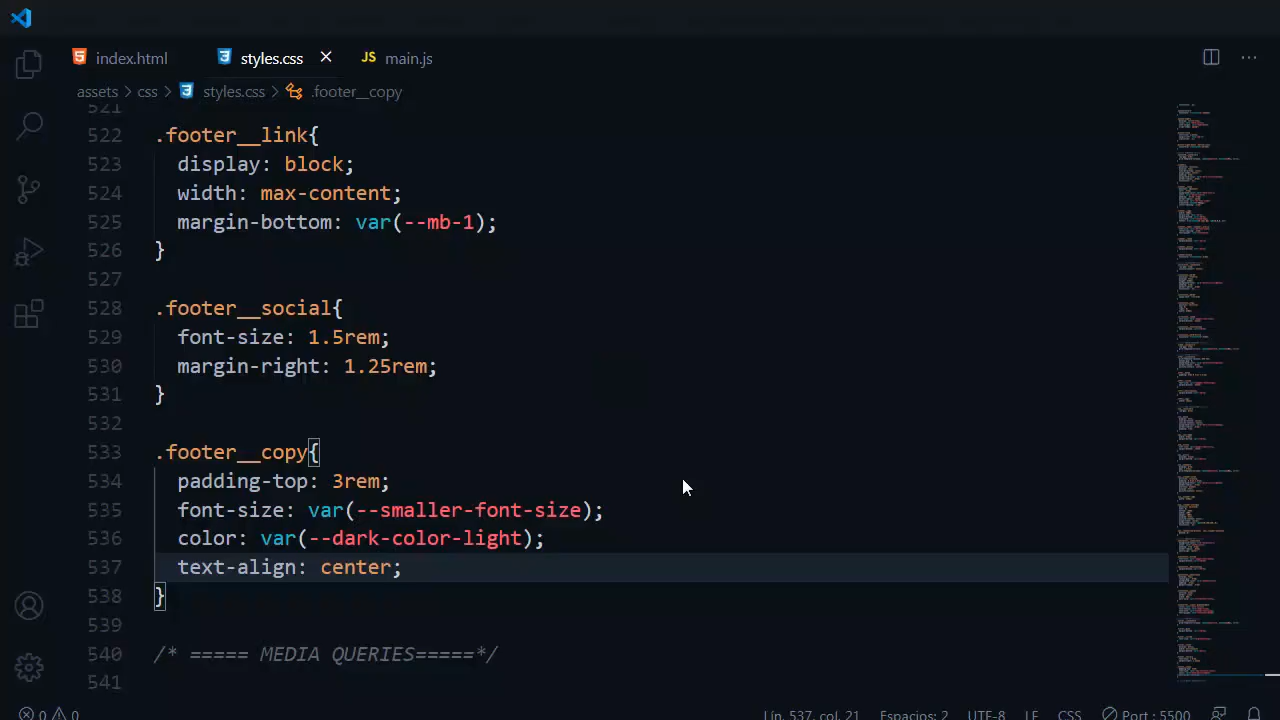 index.html
styles.css
JS main.js
assets > css > styles.css > .footer__copy
521
522 .footer__link{
523 display: block;
524 width: max-content;
525 margin-bottom: var(--mb-1);
526 }
527
528 .footer__social{
529 font-size: 1.5rem;
530 margin-right: 1.25rem;
531 }
532
533 .footer__copy{
534 padding-top: 3rem;
535 font-size: var(--smaller-font-size);
536 color: var(--dark-color-light);
537 text-align: center;
538 }
539
540 /* ===== MEDIA QUERIES=====*/
541
0 0 Lín. 537, col. 21 Espacios: 2 UTF-8 LF CSS Port : 5500